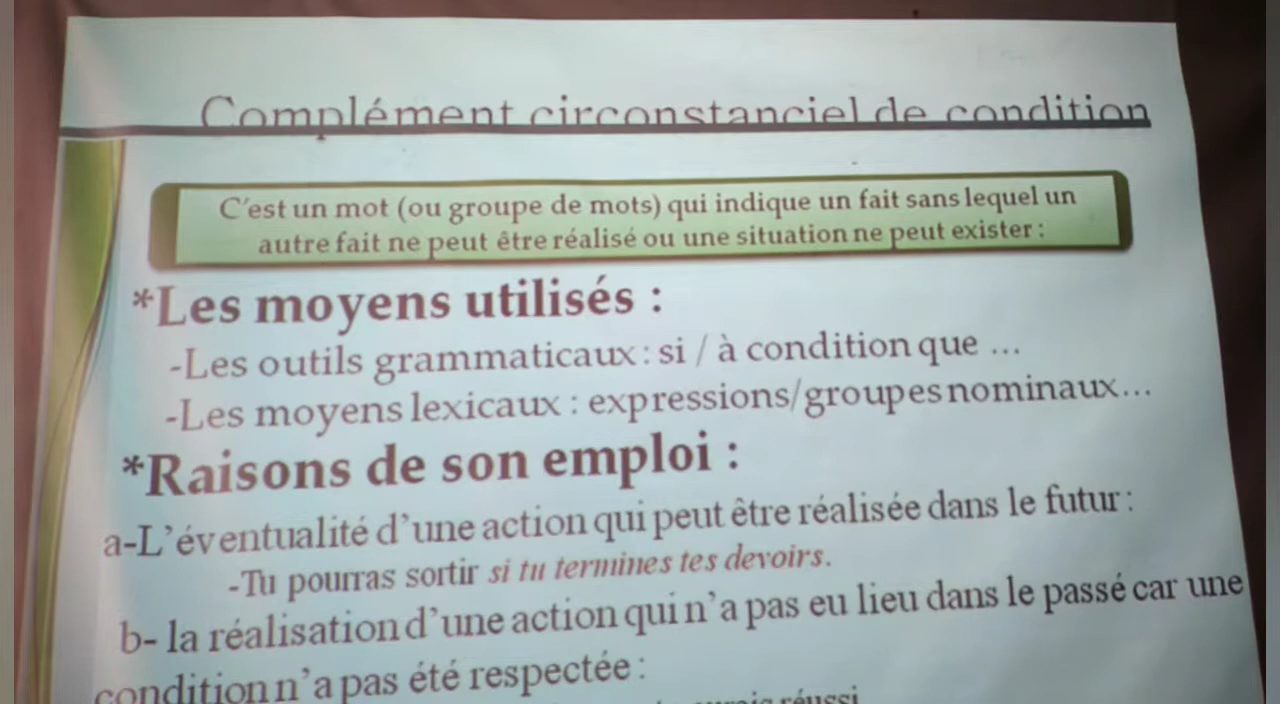 Complément circonstanciel de condition
C'est un mot (ou groupe de mots) qui indique un fait sans lequel un
autre fait ne peut être réalisé ou une situation ne peut exister :
*Les moyens utilisés :
-Les outils grammaticaux : si / à condition que ...
-Les moyens lexicaux : expressions/groupes nominaux...
*Raisons de son emploi :
a-L'éventualité d'une action qui peut être réalisée dans le futur :
-Tu pourras sortir si tu termines tes devoirs.
b- la réalisation d'une action qui n'a pas eu lieu dans le passé car une
condition n'a pas été respectée :
réussi